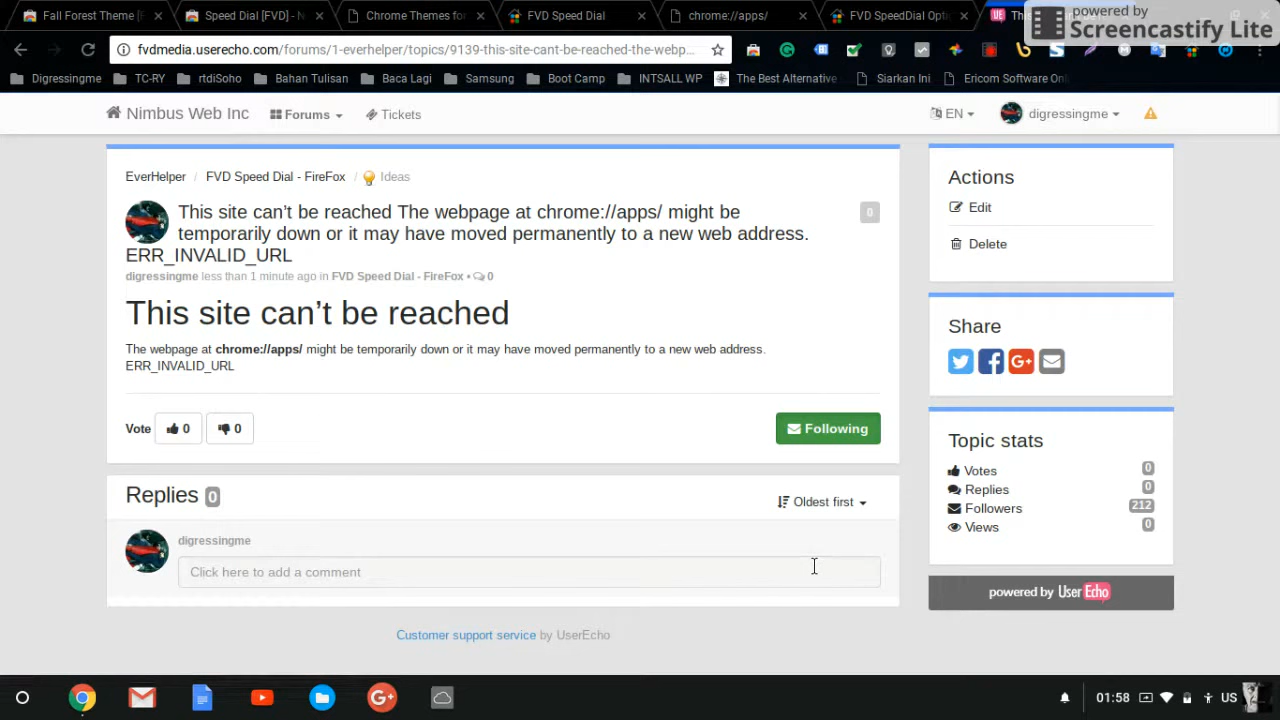 Fall Forest Theme [F
Speed Dial [FVD] - N
Chrome Themes fo
FVD Speed Dial
chrome://apps/
FVD SpeedDial Opti
powered by
Screencastify Lite
fvdmedia.userecho.com/forums/1-everhelper/topics/9139-this-site-cant-be-reached-the-webp...
Digressingme
TC-RY
rtdiSoho
Bahan Tulisan
Baca Lagi
Samsung
Boot Camp
INTSALL WP
The Best Alternative
Siarkan Ini
Ericom Software Onl
Nimbus Web Inc
Forums
Tickets
EN
digressingme
EverHelper / FVD Speed Dial - FireFox / Ideas
This site can't be reached The webpage at chrome://apps/ might be
temporarily down or it may have moved permanently to a new web address.
ERR_INVALID_URL
0
digressingme less than 1 minute ago in FVD Speed Dial - FireFox • 0
This site can't be reached
The webpage at chrome://apps/ might be temporarily down or it may have moved permanently to a new web address.
ERR_INVALID_URL
Vote 0 0
Following
Replies 0
Oldest first
digressingme
Click here to add a comment
Customer support service by UserEcho
Actions
Edit
Delete
Share
Topic stats
Votes 0
Replies 0
Followers 212
Views 0
powered by UserEcho
01:58
US